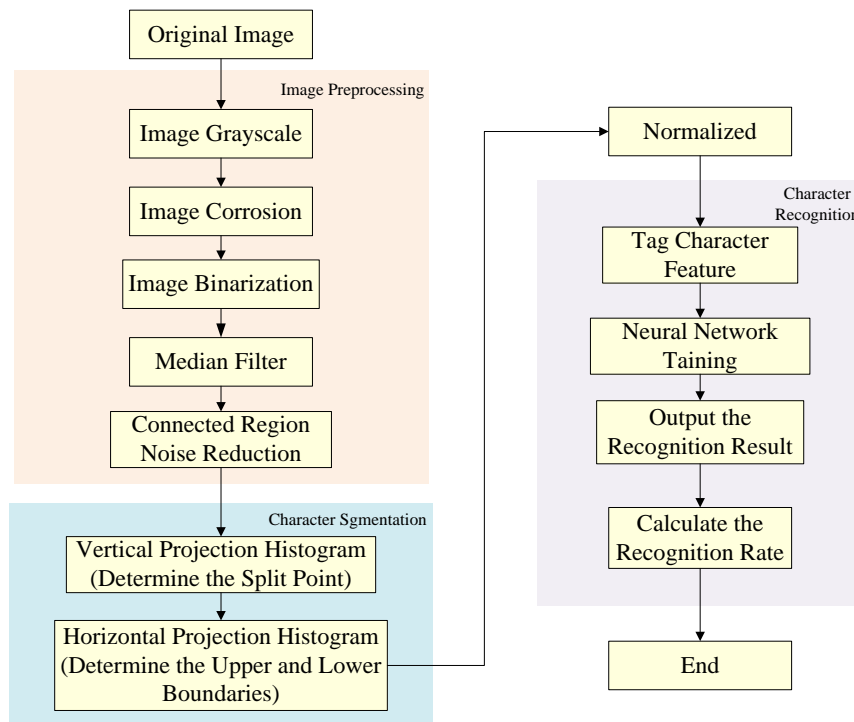 Original Image
Image Preprocessing
Image Grayscale
Image Corrosion
Image Binarization
Median Filter
Connected Region
Noise Reduction
Character Sgmentation
Vertical Projection Histogram
(Determine the Split Point)
Horizontal Projection Histogram
(Determine the Upper and Lower
Boundaries)
Normalized
Character
Recognition
Tag Character
Feature
Neural Network
Taining
Output the
Recognition Result
Calculate the
Recognition Rate
End